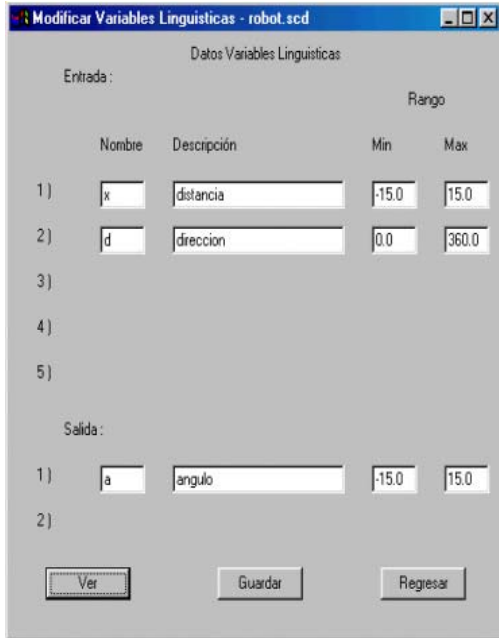 Modificar Variables Linguisticas - robot.scd
Datos Variables Linguisticas
Entrada :
Rango
Nombre Descripción Min Max
1 ) x distancia -15.0 15.0
2 ) d direccion 0.0 360.0
3 )
4 )
5 )
Salida :
1 ) a angulo -15.0 15.0
2 )
Ver Guardar Regresar